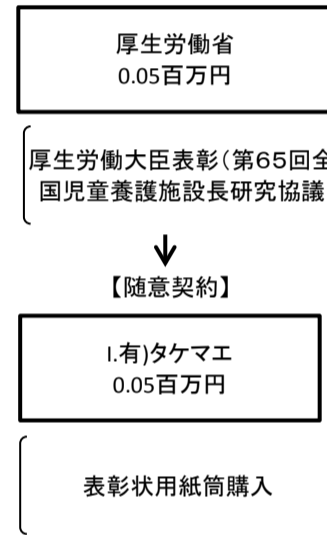 厚生労働省
0.05百万円
厚生労働大臣表彰（第６５回全
国児童養護施設長研究協議
【随意契約】
I.有)タケマエ
0.05百万円
表彰状用紙筒購入